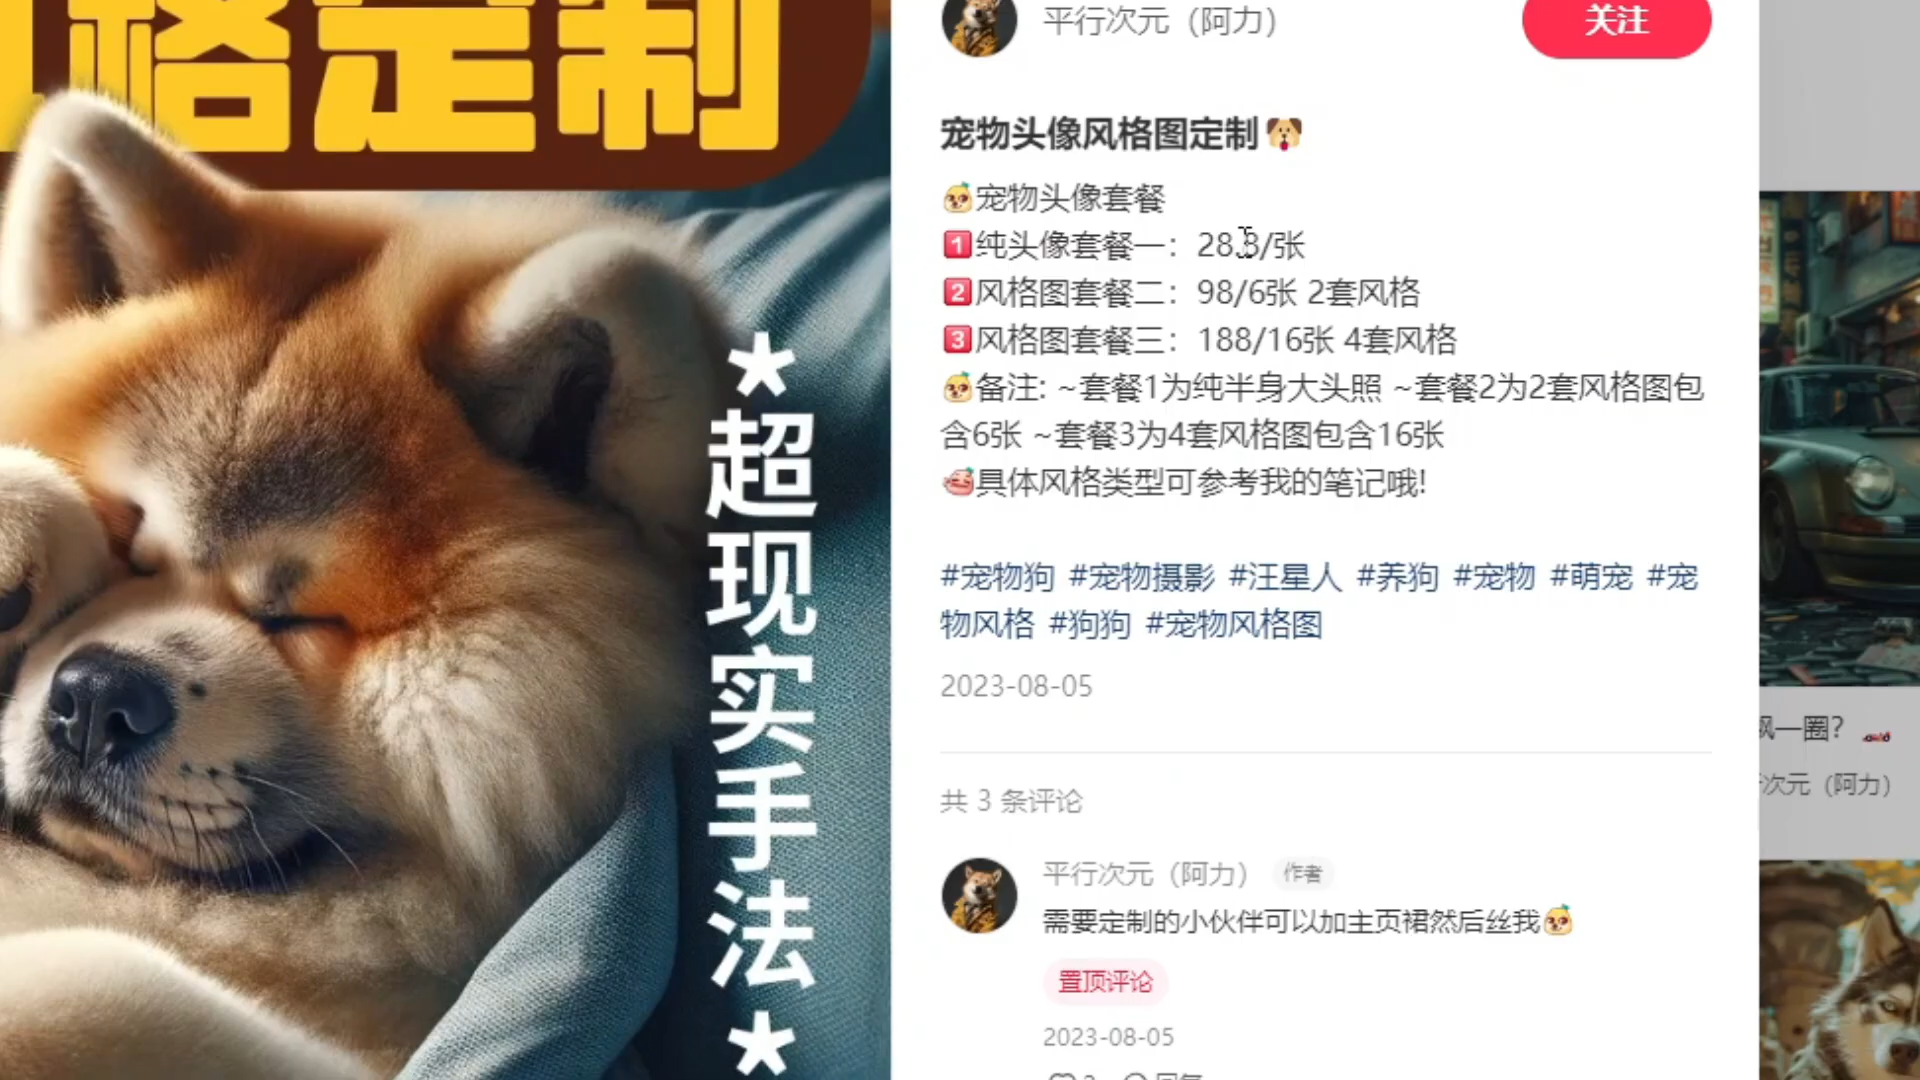 格定制
★超现实手法★
平行次元（阿力）
关注
宠物头像风格图定制
宠物头像套餐
1纯头像套餐一：28.8/张
2风格图套餐二：98/6张 2套风格
3风格图套餐三：188/16张 4套风格
备注: ~套餐1为纯半身大头照 ~套餐2为2套风格图包
含6张 ~套餐3为4套风格图包含16张
具体风格类型可参考我的笔记哦!
#宠物狗 #宠物摄影 #汪星人 #养狗 #宠物 #萌宠 #宠
物风格 #狗狗 #宠物风格图
2023-08-05
共 3 条评论
平行次元（阿力） 作者
需要定制的小伙伴可以加主页裙然后丝我
置顶评论
2023-08-05
一圈？
次元（阿力）